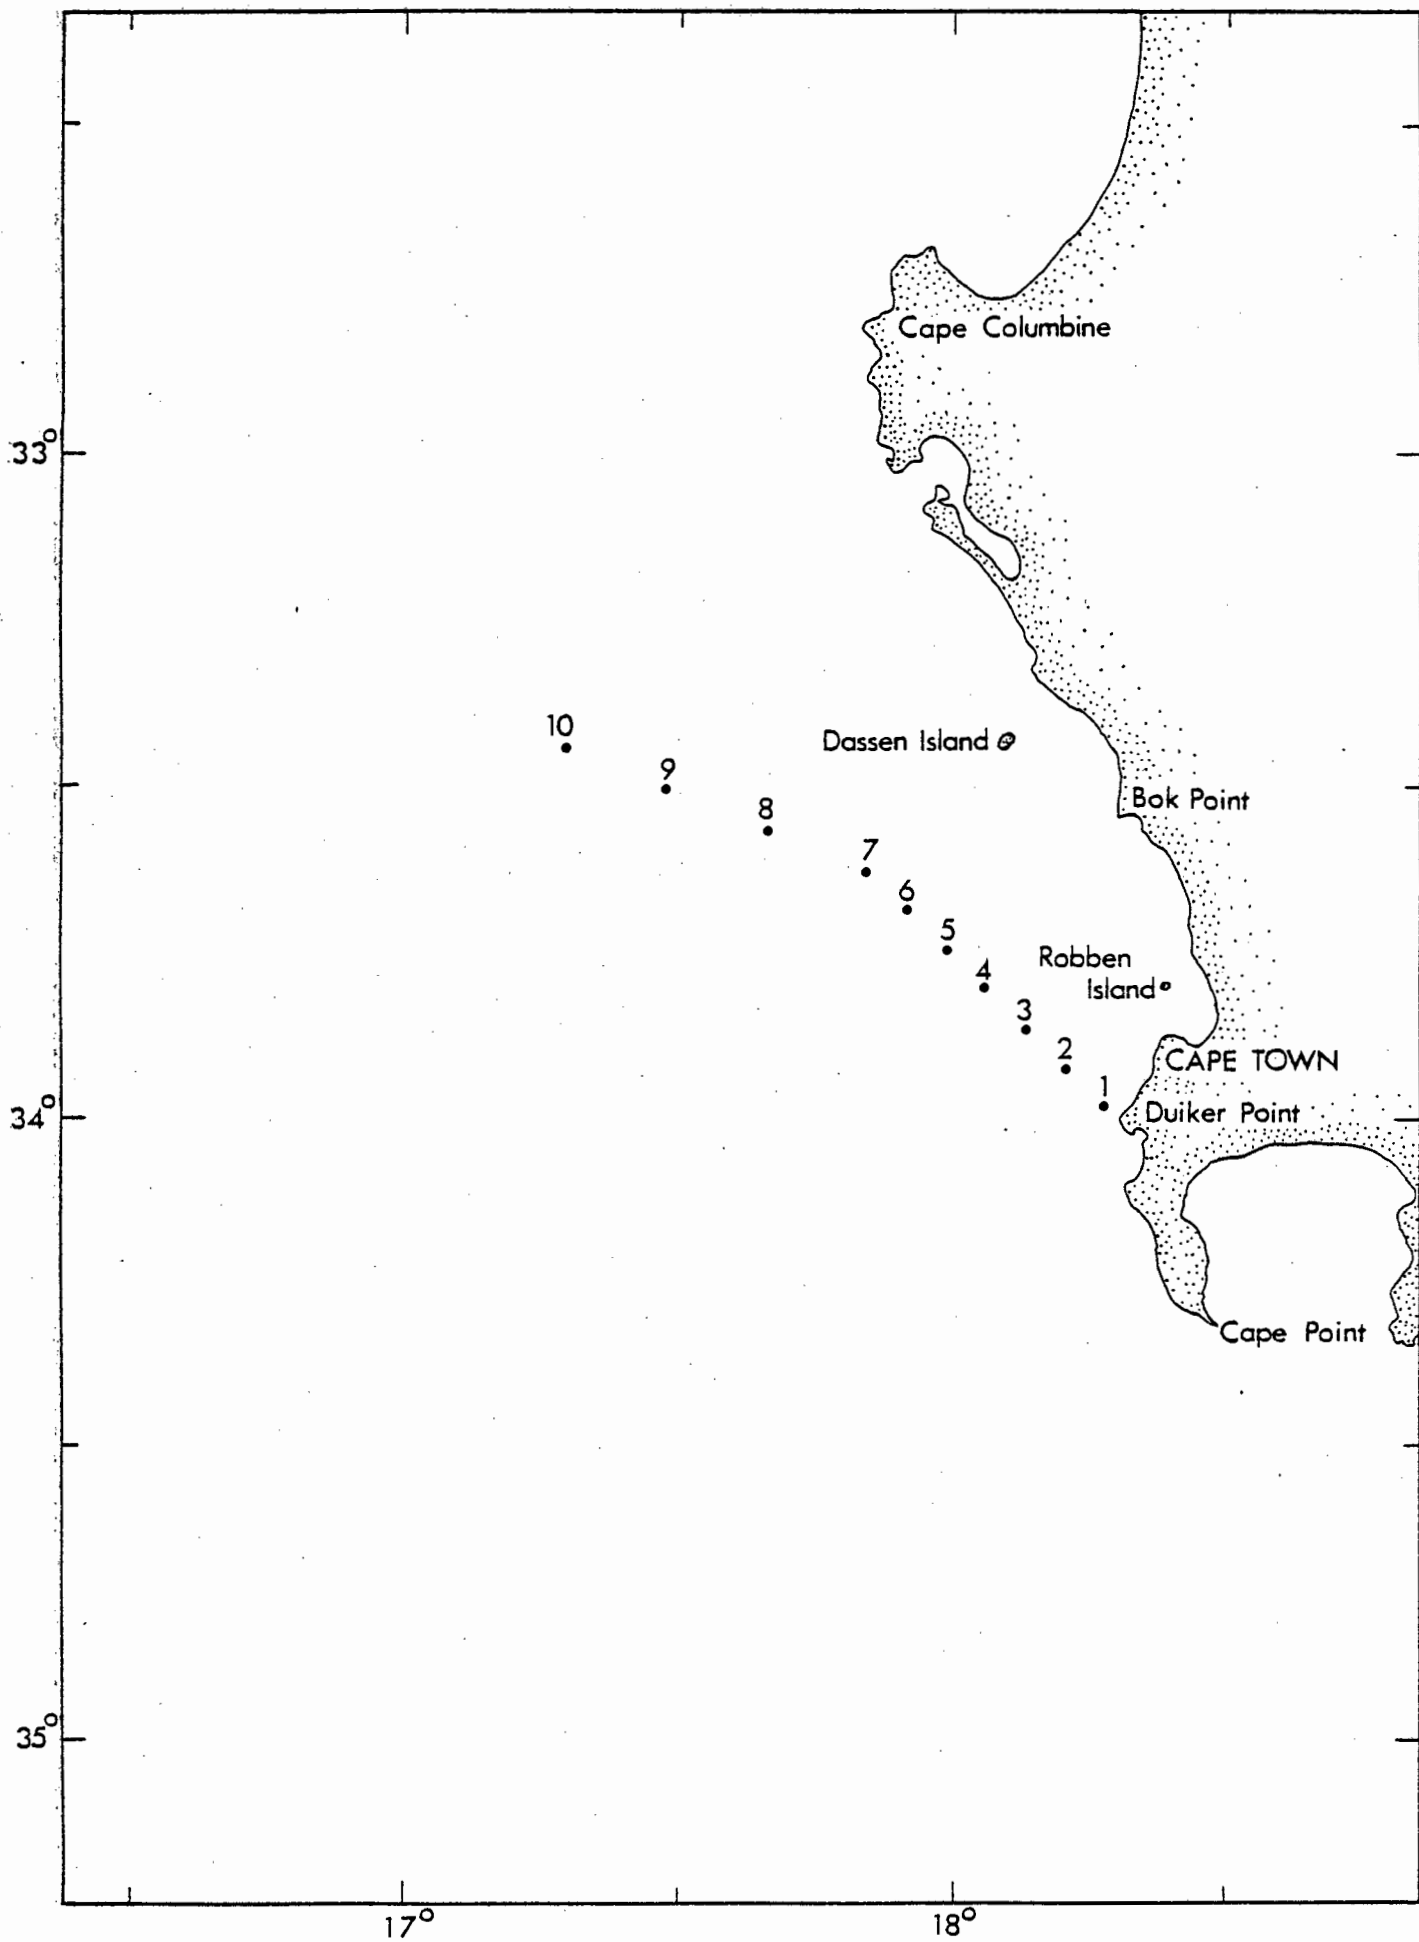 Cape Columbine
33°
10
Dassen Island
9
Bok Point
8
7
6
5
Robben
Island
4
3
2
CAPE TOWN
1
Duiker Point
34°
Cape Point
35°
17°
18°